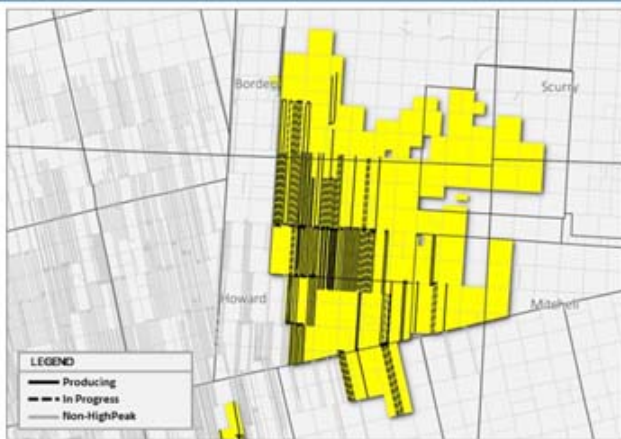 Borden
Scurry
Howard
Mitchell
LEGEND
Producing
In Progress
Non-HighPeak